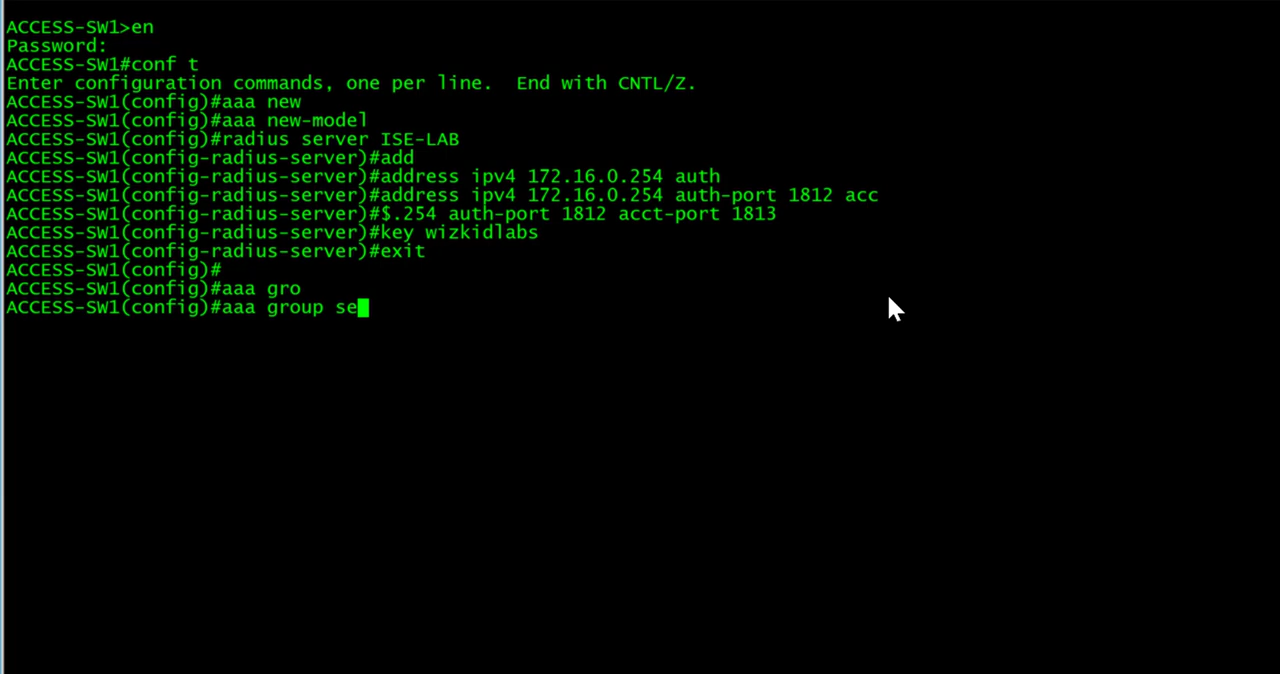 ACCESS-SW1>en
Password:
ACCESS-SW1#conf t
Enter configuration commands, one per line.  End with CNTL/Z.
ACCESS-SW1(config)#aaa new
ACCESS-SW1(config)#aaa new-model
ACCESS-SW1(config)#radius server ISE-LAB
ACCESS-SW1(config-radius-server)#add
ACCESS-SW1(config-radius-server)#address ipv4 172.16.0.254 auth
ACCESS-SW1(config-radius-server)#address ipv4 172.16.0.254 auth-port 1812 acc
ACCESS-SW1(config-radius-server)#$.254 auth-port 1812 acct-port 1813
ACCESS-SW1(config-radius-server)#key wizkidlabs
ACCESS-SW1(config-radius-server)#exit
ACCESS-SW1(config)#
ACCESS-SW1(config)#aaa gro
ACCESS-SW1(config)#aaa group se